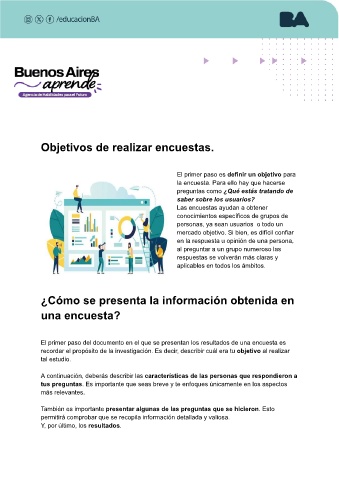 /educacionBA
BA
Buenos Aires
aprende
Agencia de Habilidades para el Futuro
Objetivos de realizar encuestas.
El primer paso es definir un objetivo para
la encuesta. Para ello hay que hacerse
preguntas como ¿Qué estás tratando de
saber sobre los usuarios?
Las encuestas ayudan a obtener
conocimientos específicos de grupos de
personas, ya sean usuarios o todo un
mercado objetivo. Si bien, es difícil confiar
en la respuesta u opinión de una persona,
al preguntar a un grupo numeroso las
respuestas se volverán más claras y
aplicables en todos los ámbitos.
¿Cómo se presenta la información obtenida en
una encuesta?
El primer paso del documento en el que se presentan los resultados de una encuesta es
recordar el propósito de la investigación. Es decir, describir cuál era tu objetivo al realizar
tal estudio.
A continuación, deberás describir las características de las personas que respondieron a
tus preguntas. Es importante que seas breve y te enfoques únicamente en los aspectos
más relevantes.
También es importante presentar algunas de las preguntas que se hicieron. Esto
permitirá comprobar que se recopila información detallada y valiosa.
Y, por último, los resultados.